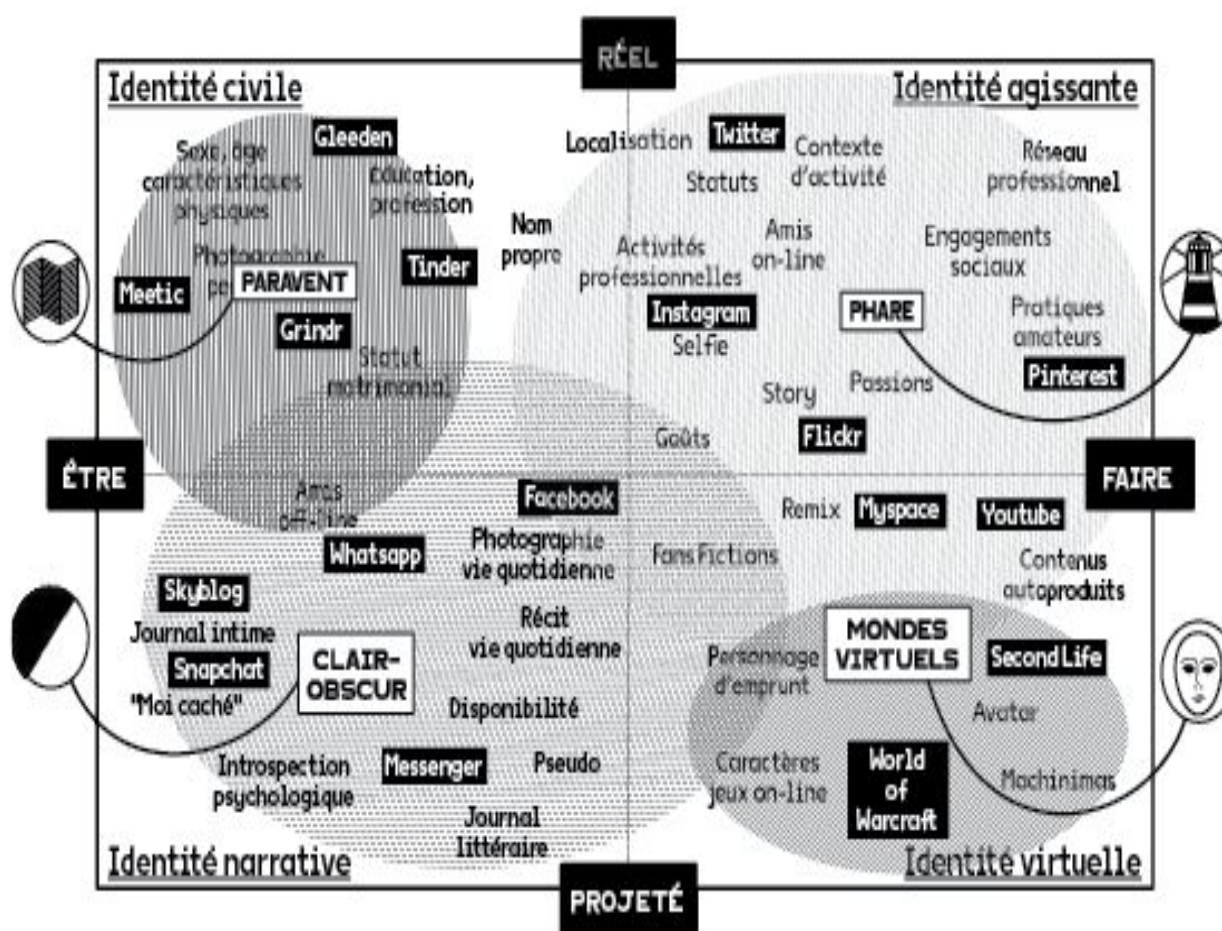 RÉEL
Identité civile
Identité agissante
Gleeden
Sexe, âge
caractéristiques
physiques
Éducation,
profession
Photographie
PARAVENT
Meetic
Tinder
Grindr
Statut
matrimonial
Localisation
Twitter
Statuts
Contexte
d'activité
Réseau
professionnel
Nom
propre
Activités
professionnelles
Amis
on-line
Engagements
sociaux
Instagram
Selfie
PHARE
Pratiques
amateurs
Pinterest
Story
Passions
Flickr
Goûts
ÊTRE
FAIRE
Amis
off-line
Facebook
Whatsapp
Photographie
vie quotidienne
Fans Fictions
Remix
Myspace
Youtube
Contenus
autoproduits
Skyblog
Journal intime
Snapchat
"Moi caché"
CLAIR-
OBSCUR
Récit
vie quotidienne
Disponibilité
Introspection
psychologique
Messenger
Pseudo
Journal
littéraire
Personnage
d'emprunt
MONDES
VIRTUELS
Second Life
Avatar
Caractères
jeux on-line
World
of
Warcraft
Machinimas
Identité narrative
Identité virtuelle
PROJETÉ